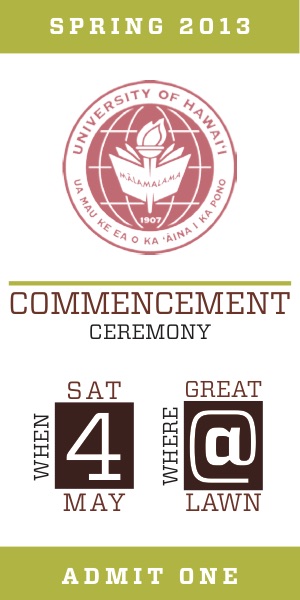 SPRING 2013
UNIVERSITY OF HAWAI'I
MALAMALAMA
1907
UA MAU KE EA O KA 'ĀINA I KA PONO
COMMENCEMENT
CEREMONY
WHEN
SAT
4
MAY
WHERE
GREAT
@
LAWN
ADMIT ONE